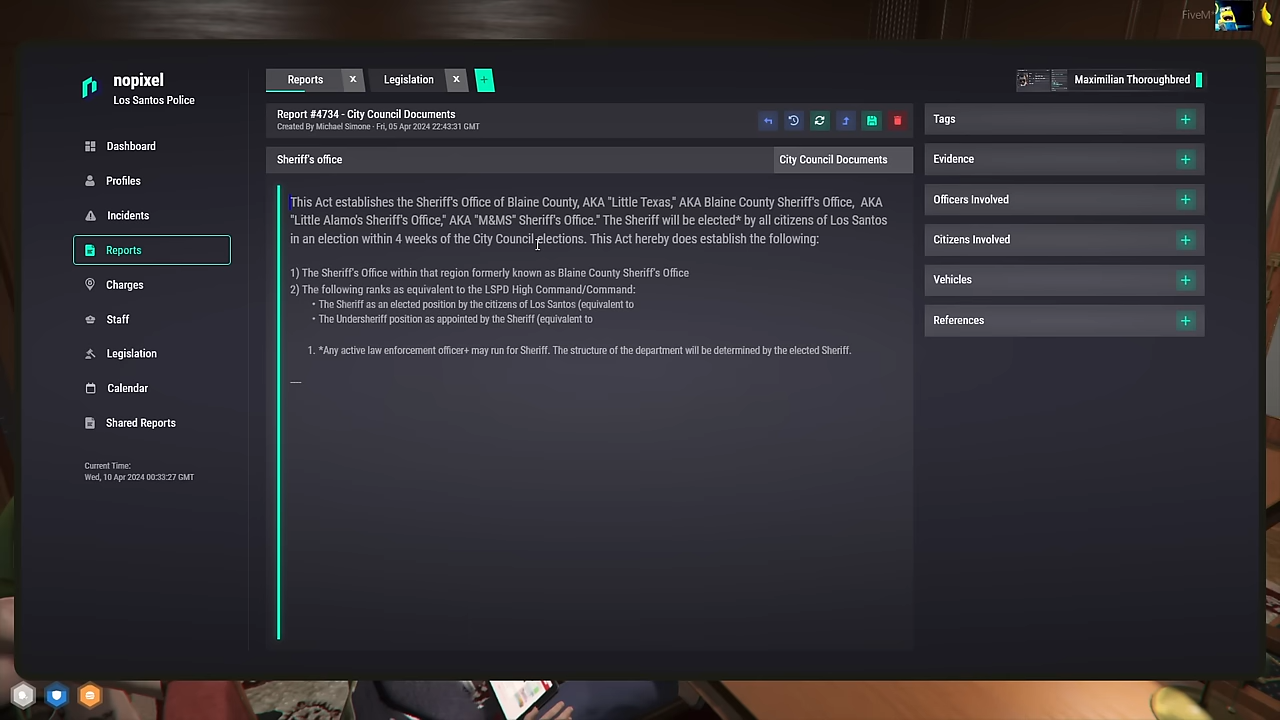 FiveM
nopixel
Los Santos Police
Reports x Legislation x +
Maximilian Thoroughbred
Report #4734 - City Council Documents
Created By Michael Simone · Fri, 05 Apr 2024 22:43:31 GMT
Sheriff's office
City Council Documents
This Act establishes the Sheriff's Office of Blaine County, AKA "Little Texas," AKA Blaine County Sheriff's Office, AKA
"Little Alamo's Sheriff's Office," AKA "M&MS" Sheriff's Office." The Sheriff will be elected* by all citizens of Los Santos
in an election within 4 weeks of the City Council elections. This Act hereby does establish the following:
1) The Sheriff's Office within that region formerly known as Blaine County Sheriff's Office
2) The following ranks as equivalent to the LSPD High Command/Command:
• The Sheriff as an elected position by the citizens of Los Santos (equivalent to
• The Undersheriff position as appointed by the Sheriff (equivalent to
1. *Any active law enforcement officer+ may run for Sheriff. The structure of the department will be determined by the elected Sheriff.
__
Dashboard
Profiles
Incidents
Reports
Charges
Staff
Legislation
Calendar
Shared Reports
Current Time:
Wed, 10 Apr 2024 00:33:27 GMT
Tags +
Evidence +
Officers Involved +
Citizens Involved +
Vehicles +
References +